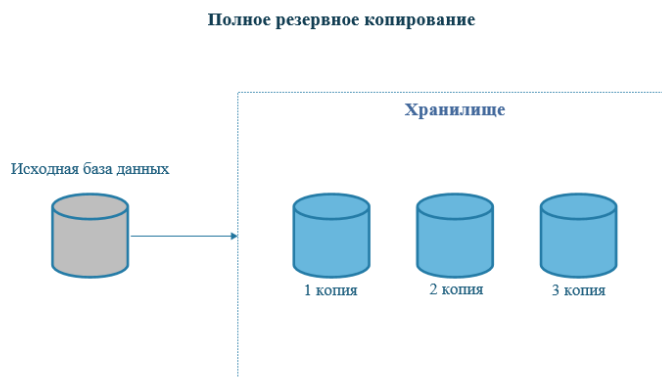 Полное резервное копирование
Хранилище
Исходная база данных
1 копия
2 копия
3 копия